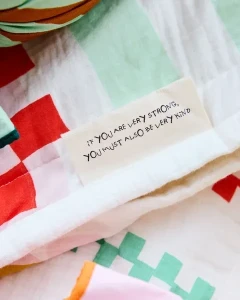 IF YOU ARE VERY STRONG,
YOU MUST ALSO BE VERY KIND.